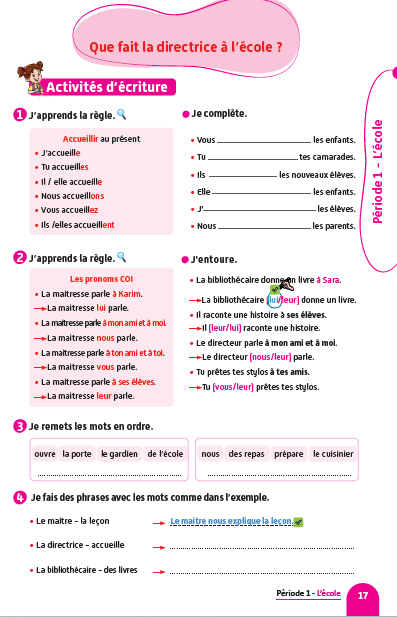 Que fait la directrice à l'école ?
Activités d'écriture
1 J'apprends la règle.
Accueillir au présent
• J'accueille
• Tu accueilles
• Il / elle accueille
• Nous accueillons
• Vous accueillez
• Ils /elles accueillent
• Je complète.
• Vous ______ les enfants.
• Tu ______ tes camarades.
• Ils ______ les nouveaux élèves.
• Elle ______ les enfants.
• J'______ les élèves.
• Nous ______ les parents.
Période 1 - L'école
2 J'apprends la règle.
Les pronoms COI
• La maitresse parle à Karim.
La maitresse lui parle.
• La maitresse parle à mon ami et à moi.
La maitresse nous parle.
• La maitresse parle à ton ami et à toi.
La maitresse vous parle.
• La maitresse parle à ses élèves.
La maitresse leur parle.
• J'entoure.
• La bibliothécaire donne un livre à Sara.
La bibliothécaire (lui/leur) donne un livre.
• Il raconte une histoire à ses élèves.
Il (leur/lui) raconte une histoire.
• Le directeur parle à mon ami et à moi.
Le directeur (nous/leur) parle.
• Tu prêtes tes stylos à tes amis.
Tu (vous/leur) prêtes tes stylos.
3 Je remets les mots en ordre.
ouvre la porte le gardien de l'école
nous des repas prépare le cuisinier
4 Je fais des phrases avec les mots comme dans l'exemple.
• Le maitre – la leçon
Le maitre nous explique la leçon.
• La directrice – accueille
• La bibliothécaire – des livres
Période 1 - L'école 17